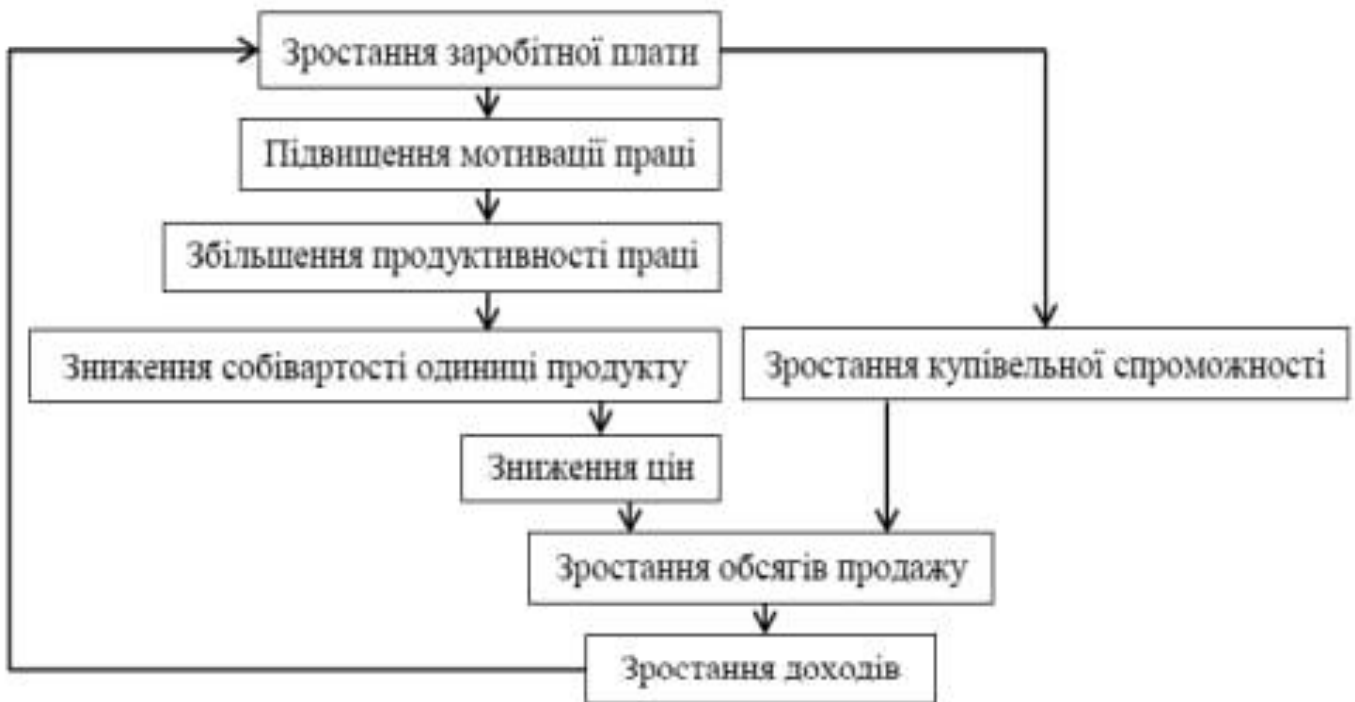 Зростання заробітної плати
Підвишення мотивації праці
Збільшення продуктивності праці
Зниження собівартості одиниці продукту
Зростання купівельної спроможності
Зниження цін
Зростання обсягів продажу
Зростання доходів